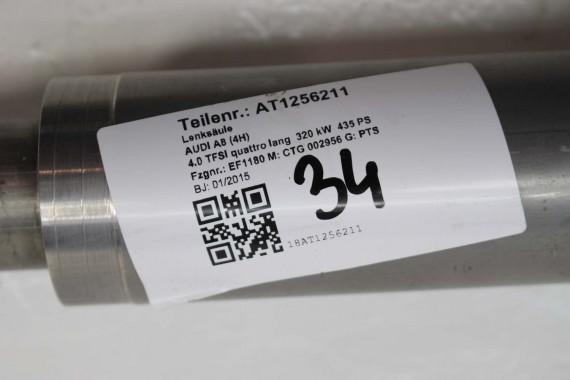 Teilenr.: AT1256211
Lenksäule
AUDI A8 (4H)
4.0 TFSI quattro lang 320 kW 435 PS
Fzgnr.: EF1180 M: CTG 002956 G: PTS
BJ: 01/2015
34
18AT1256211